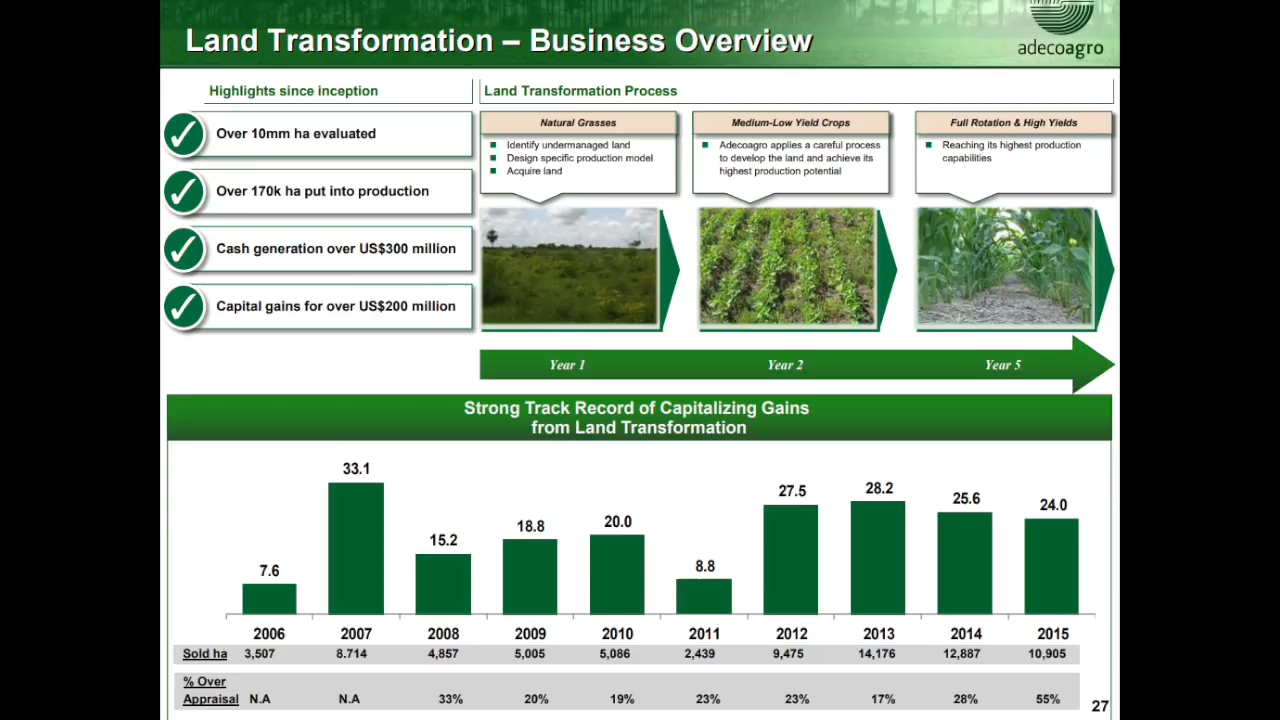 Land Transformation – Business Overview
adecoagro
Highlights since inception
Over 10mm ha evaluated
Over 170k ha put into production
Cash generation over US$300 million
Capital gains for over US$200 million
Land Transformation Process
Natural Grasses
Identify undermanaged land
Design specific production model
Acquire land
Medium-Low Yield Crops
Adecoagro applies a careful process
to develop the land and achieve its
highest production potential
Full Rotation & High Yields
Reaching its highest production
capabilities
Year 1 Year 2 Year 5
Strong Track Record of Capitalizing Gains
from Land Transformation
7.6 33.1 15.2 18.8 20.0 8.8 27.5 28.2 25.6 24.0
2006 2007 2008 2009 2010 2011 2012 2013 2014 2015
Sold ha 3,507 8.714 4,857 5,005 5,086 2,439 9,475 14,176 12,887 10,905
% Over
Appraisal N.A N.A 33% 20% 19% 23% 23% 17% 28% 55%
27